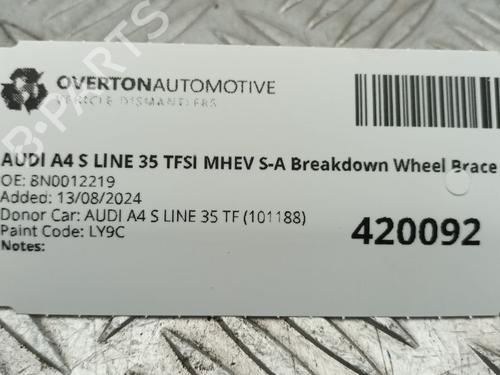 OVERTONAUTOMOTIVE
VEHICLE DISMANTLERS
B-PARTS
AUDI A4 S LINE 35 TFSI MHEV S-A Breakdown Wheel Brace
OE: 8N0012219
Added: 13/08/2024
Donor Car: AUDI A4 S LINE 35 TF (101188)
Paint Code: LY9C
Notes:
420092